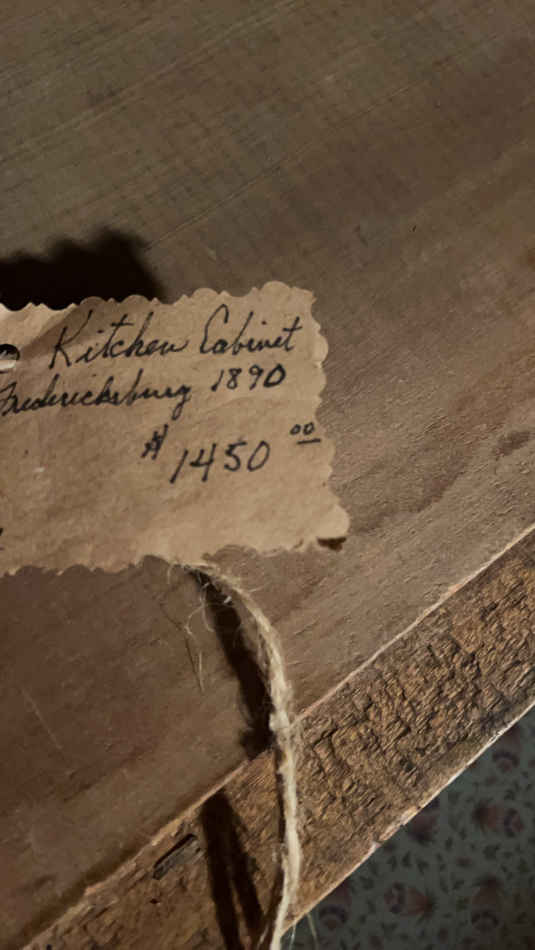 Kitchen Cabinet
Fredericksburg 1890
$ 1450 00